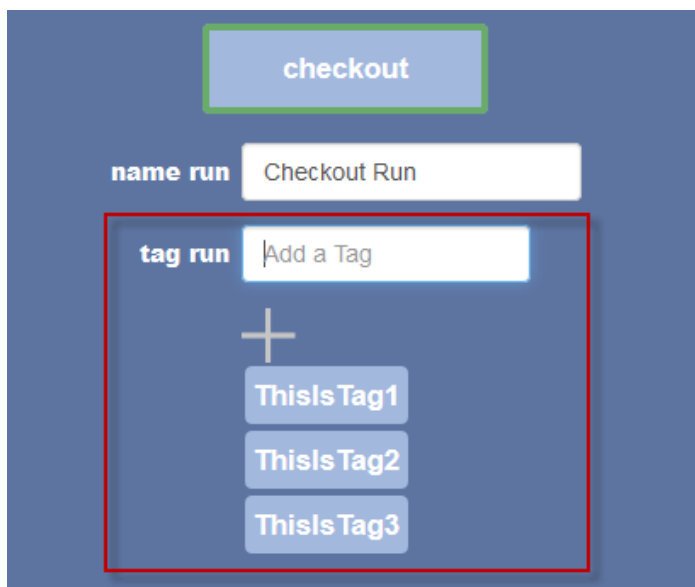 checkout
name run Checkout Run
tag run Add a Tag
ThisIsTag1
ThisIsTag2
ThisIsTag3